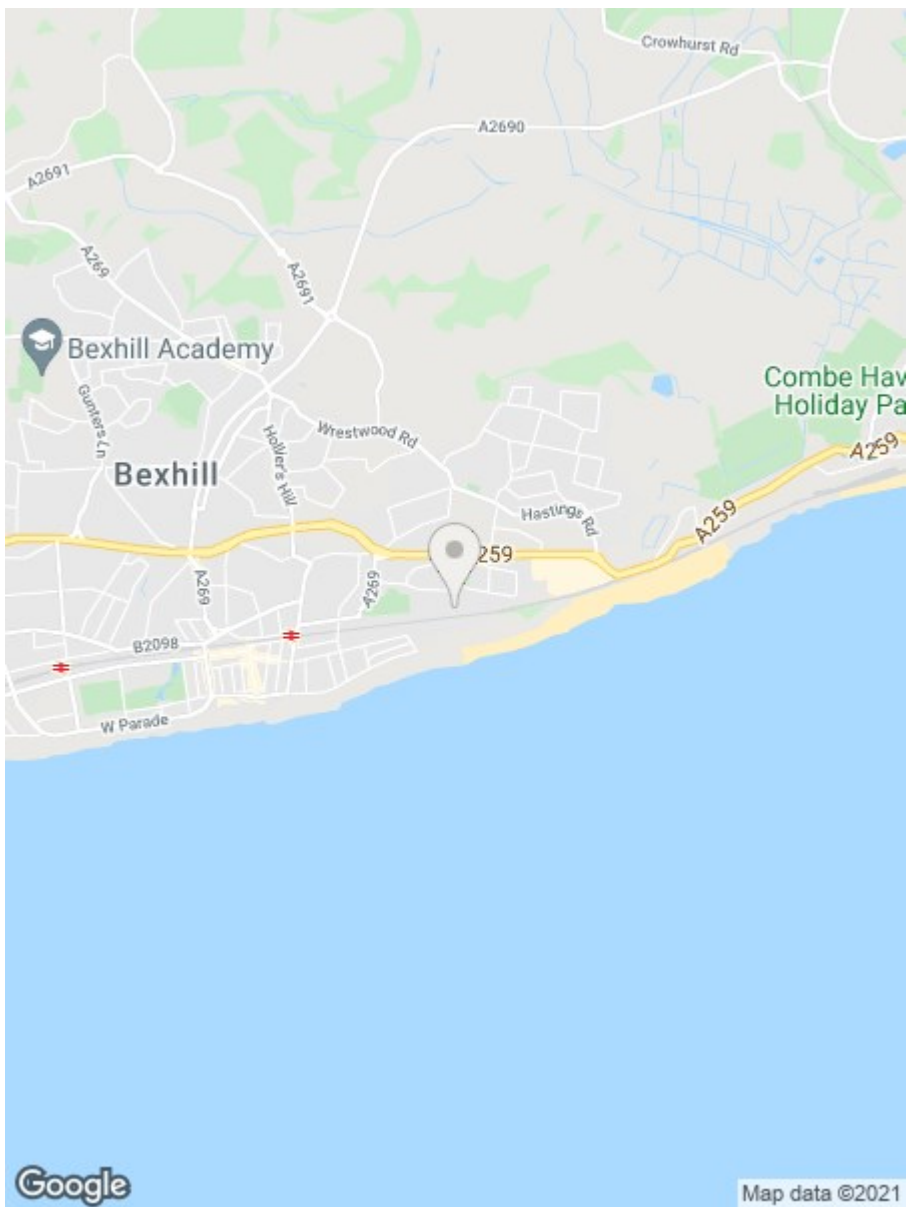 Crowhurst Rd
A2690
A2691
A269
A2691
Bexhill Academy
Combe Hav
Holiday Pa
Gunters Ln
Wrestwood Rd
Hollier's Hill
Bexhill
A259
Hastings Rd
A259
259
A269
A269
B2098
W Parade
Google
Map data ©2021